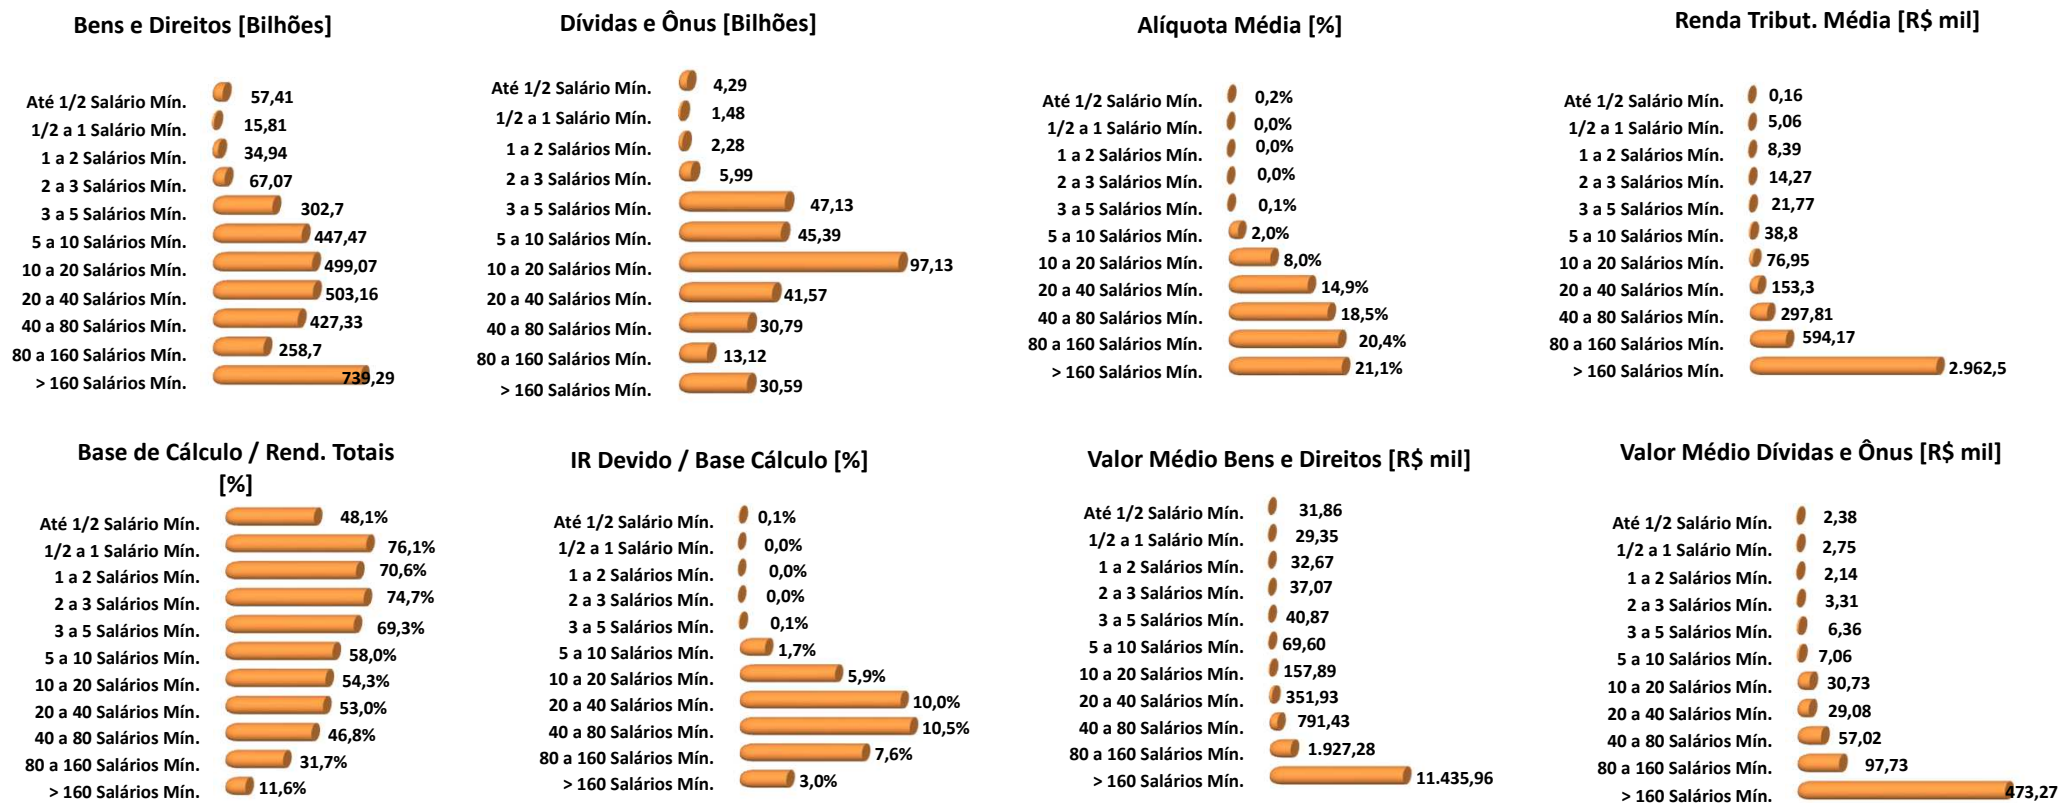 Bens e Direitos [Bilhões]
Até 1/2 Salário Mín. 57,41
1/2 a 1 Salário Mín. 15,81
1 a 2 Salários Mín. 34,94
2 a 3 Salários Mín. 67,07
3 a 5 Salários Mín. 302,7
5 a 10 Salários Mín. 447,47
10 a 20 Salários Mín. 499,07
20 a 40 Salários Mín. 503,16
40 a 80 Salários Mín. 427,33
80 a 160 Salários Mín. 258,7
> 160 Salários Mín. 739,29
Dívidas e Ônus [Bilhões]
Até 1/2 Salário Mín. 4,29
1/2 a 1 Salário Mín. 1,48
1 a 2 Salários Mín. 2,28
2 a 3 Salários Mín. 5,99
3 a 5 Salários Mín. 47,13
5 a 10 Salários Mín. 45,39
10 a 20 Salários Mín. 97,13
20 a 40 Salários Mín. 41,57
40 a 80 Salários Mín. 30,79
80 a 160 Salários Mín. 13,12
> 160 Salários Mín. 30,59
Alíquota Média [%]
Até 1/2 Salário Mín. 0,2%
1/2 a 1 Salário Mín. 0,0%
1 a 2 Salários Mín. 0,0%
2 a 3 Salários Mín. 0,0%
3 a 5 Salários Mín. 0,1%
5 a 10 Salários Mín. 2,0%
10 a 20 Salários Mín. 8,0%
20 a 40 Salários Mín. 14,9%
40 a 80 Salários Mín. 18,5%
80 a 160 Salários Mín. 20,4%
> 160 Salários Mín. 21,1%
Renda Tribut. Média [R$ mil]
Até 1/2 Salário Mín. 0,16
1/2 a 1 Salário Mín. 5,06
1 a 2 Salários Mín. 8,39
2 a 3 Salários Mín. 14,27
3 a 5 Salários Mín. 21,77
5 a 10 Salários Mín. 38,8
10 a 20 Salários Mín. 76,95
20 a 40 Salários Mín. 153,3
40 a 80 Salários Mín. 297,81
80 a 160 Salários Mín. 594,17
> 160 Salários Mín. 2.962,5
Base de Cálculo / Rend. Totais
[%]
Até 1/2 Salário Mín. 48,1%
1/2 a 1 Salário Mín. 76,1%
1 a 2 Salários Mín. 70,6%
2 a 3 Salários Mín. 74,7%
3 a 5 Salários Mín. 69,3%
5 a 10 Salários Mín. 58,0%
10 a 20 Salários Mín. 54,3%
20 a 40 Salários Mín. 53,0%
40 a 80 Salários Mín. 46,8%
80 a 160 Salários Mín. 31,7%
> 160 Salários Mín. 11,6%
IR Devido / Base Cálculo [%]
Até 1/2 Salário Mín. 0,1%
1/2 a 1 Salário Mín. 0,0%
1 a 2 Salários Mín. 0,0%
2 a 3 Salários Mín. 0,0%
3 a 5 Salários Mín. 0,1%
5 a 10 Salários Mín. 1,7%
10 a 20 Salários Mín. 5,9%
20 a 40 Salários Mín. 10,0%
40 a 80 Salários Mín. 10,5%
80 a 160 Salários Mín. 7,6%
> 160 Salários Mín. 3,0%
Valor Médio Bens e Direitos [R$ mil]
Até 1/2 Salário Mín. 31,86
1/2 a 1 Salário Mín. 29,35
1 a 2 Salários Mín. 32,67
2 a 3 Salários Mín. 37,07
3 a 5 Salários Mín. 40,87
5 a 10 Salários Mín. 69,60
10 a 20 Salários Mín. 157,89
20 a 40 Salários Mín. 351,93
40 a 80 Salários Mín. 791,43
80 a 160 Salários Mín. 1.927,28
> 160 Salários Mín. 11.435,96
Valor Médio Dívidas e Ônus [R$ mil]
Até 1/2 Salário Mín. 2,38
1/2 a 1 Salário Mín. 2,75
1 a 2 Salários Mín. 2,14
2 a 3 Salários Mín. 3,31
3 a 5 Salários Mín. 6,36
5 a 10 Salários Mín. 7,06
10 a 20 Salários Mín. 30,73
20 a 40 Salários Mín. 29,08
40 a 80 Salários Mín. 57,02
80 a 160 Salários Mín. 97,73
> 160 Salários Mín. 473,27